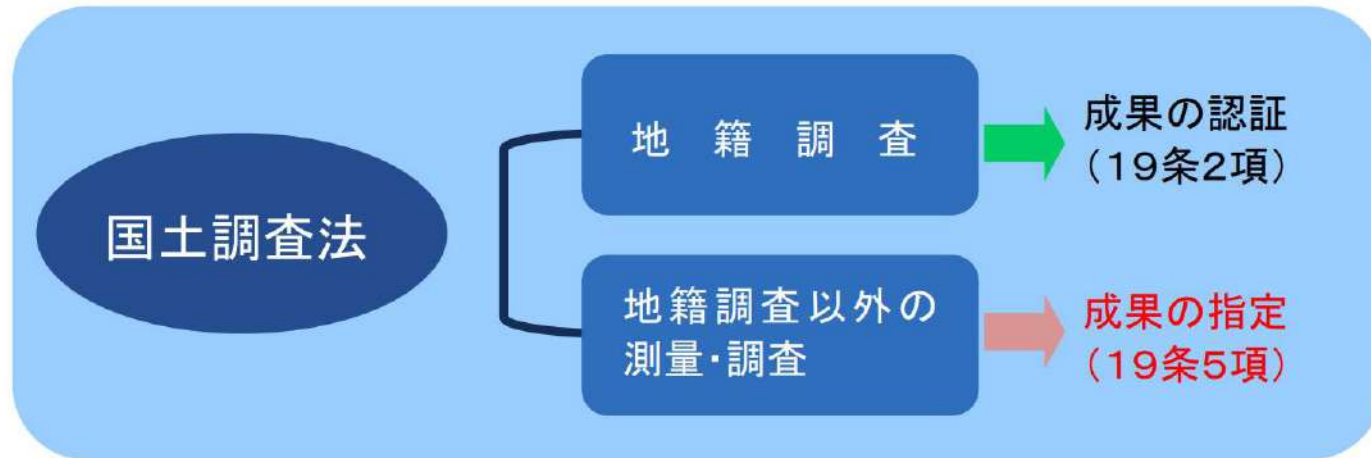 国土調査法
地籍調査
成果の認証
(19条2項)
地籍調査以外の
測量・調査
成果の指定
(19条5項)